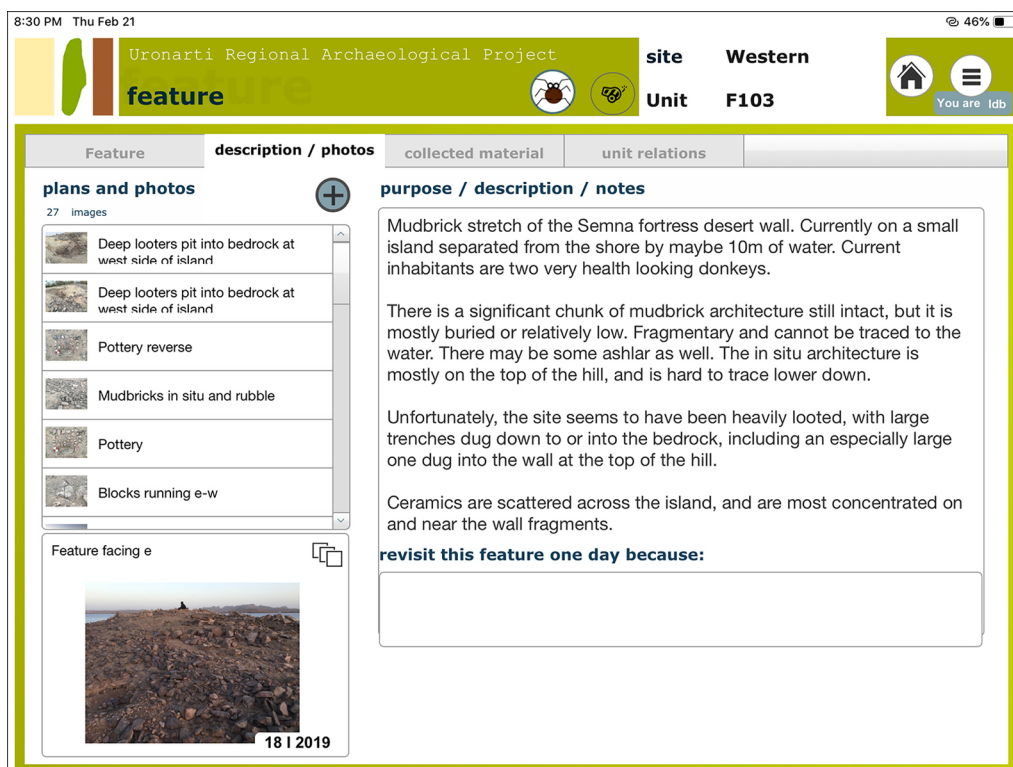 8:30 PM Thu Feb 21
46%
Uronarti Regional Archaeological Project
feature
site Western
Unit F103
You are ldb
Feature
description / photos
collected material
unit relations
plans and photos
27 images
Deep looters pit into bedrock at
west side of island
Deep looters pit into bedrock at
west side of island
Pottery reverse
Mudbricks in situ and rubble
Pottery
Blocks running e-w
Feature facing e
18 I 2019
purpose / description / notes
Mudbrick stretch of the Semna fortress desert wall. Currently on a small
island separated from the shore by maybe 10m of water. Current
inhabitants are two very health looking donkeys.
There is a significant chunk of mudbrick architecture still intact, but it is
mostly buried or relatively low. Fragmentary and cannot be traced to the
water. There may be some ashlar as well. The in situ architecture is
mostly on the top of the hill, and is hard to trace lower down.
Unfortunately, the site seems to have been heavily looted, with large
trenches dug down to or into the bedrock, including an especially large
one dug into the wall at the top of the hill.
Ceramics are scattered across the island, and are most concentrated on
and near the wall fragments.
revisit this feature one day because: